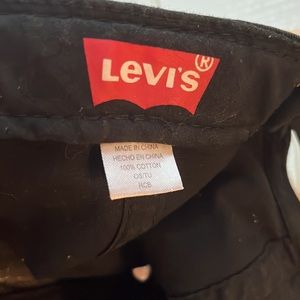 LEVI'S®
MADE IN CHINA
HECHO EN CHINA
100% COTTON
OS/TU
HCB